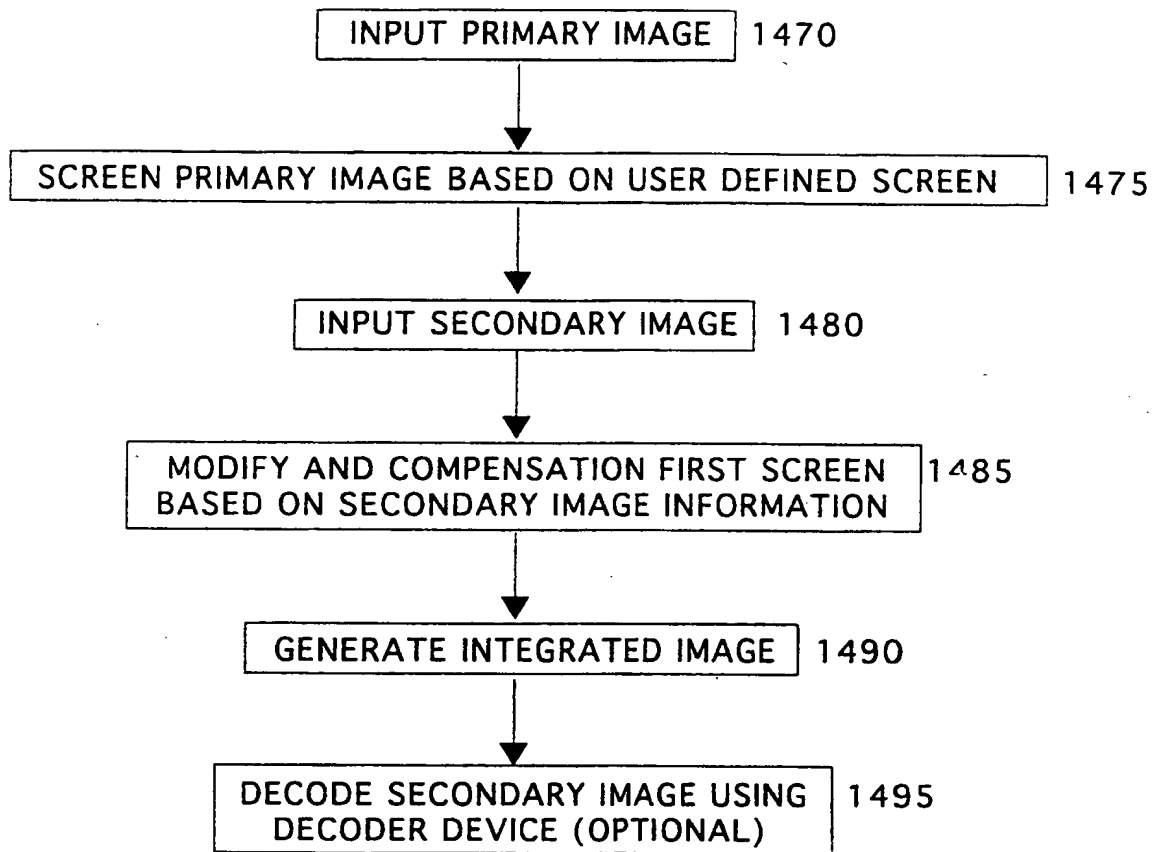 INPUT PRIMARY IMAGE 1470
SCREEN PRIMARY IMAGE BASED ON USER DEFINED SCREEN 1475
INPUT SECONDARY IMAGE 1480
MODIFY AND COMPENSATION FIRST SCREEN 1485
BASED ON SECONDARY IMAGE INFORMATION
GENERATE INTEGRATED IMAGE 1490
DECODE SECONDARY IMAGE USING 1495
DECODER DEVICE (OPTIONAL)